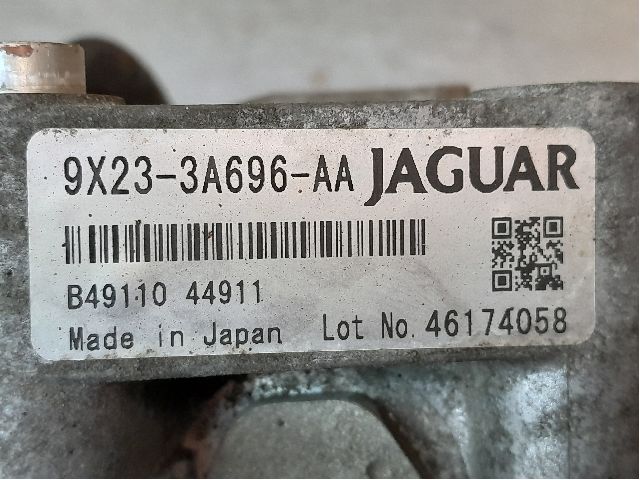 9X23-3A696-AA JAGUAR
B49110 44911
Made in Japan Lot No. 46174058